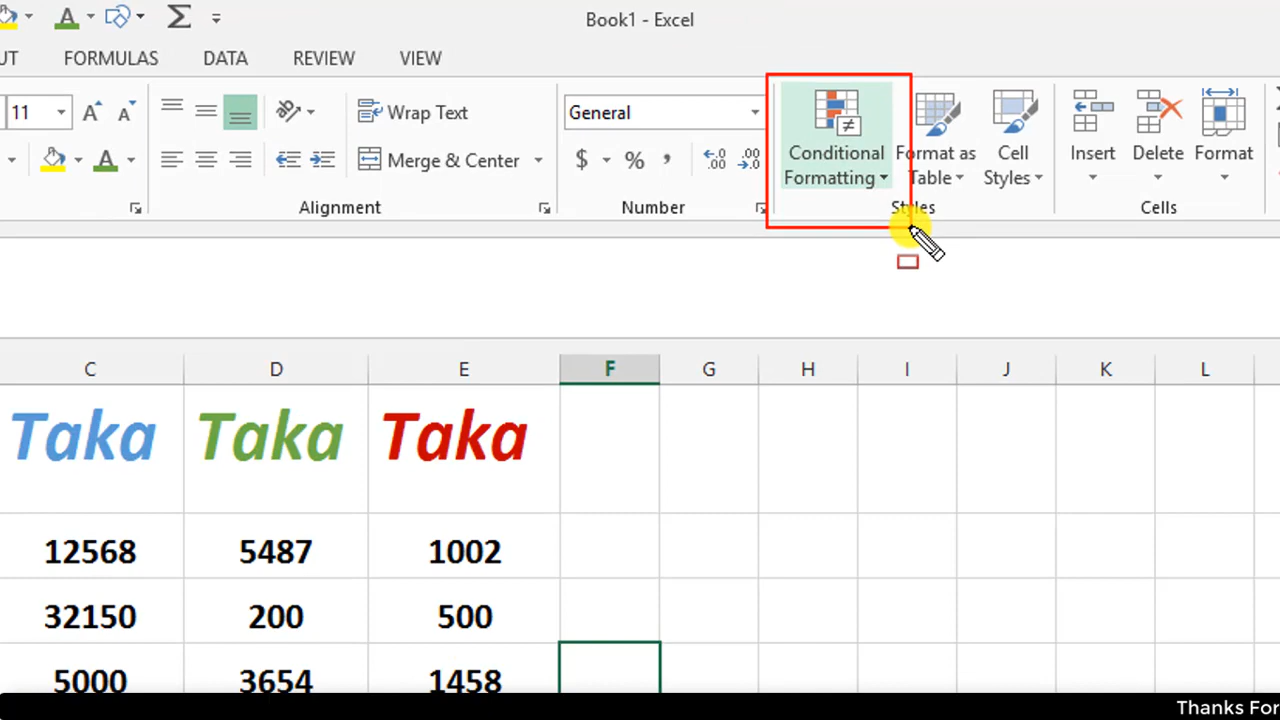 Book1 - Excel
UT FORMULAS DATA REVIEW VIEW
11 A A Wrap Text General
Conditional Formatting
Format as Table
Cell Styles
Insert Delete Format
A Merge & Center $ % , .0 .00
Alignment Number Styles Cells
C D E F G H I J K L
Taka Taka Taka
12568 5487 1002
32150 200 500
5000 3654 1458
Thanks For